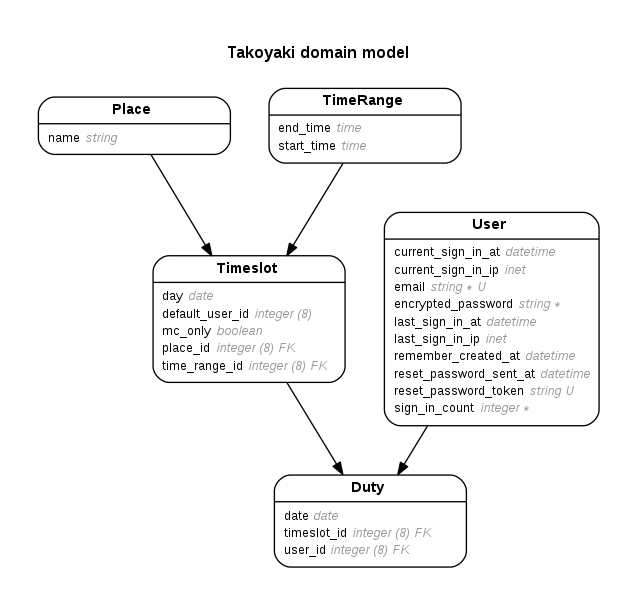 Takoyaki domain model
Place
name string
TimeRange
end_time time
start_time time
User
current_sign_in_at datetime
current_sign_in_ip inet
email string * U
encrypted_password string *
last_sign_in_at datetime
last_sign_in_ip inet
remember_created_at datetime
reset_password_sent_at datetime
reset_password_token string U
sign_in_count integer *
Timeslot
day date
default_user_id integer (8)
mc_only boolean
place_id integer (8) FK
time_range_id integer (8) FK
Duty
date date
timeslot_id integer (8) FK
user_id integer (8) FK